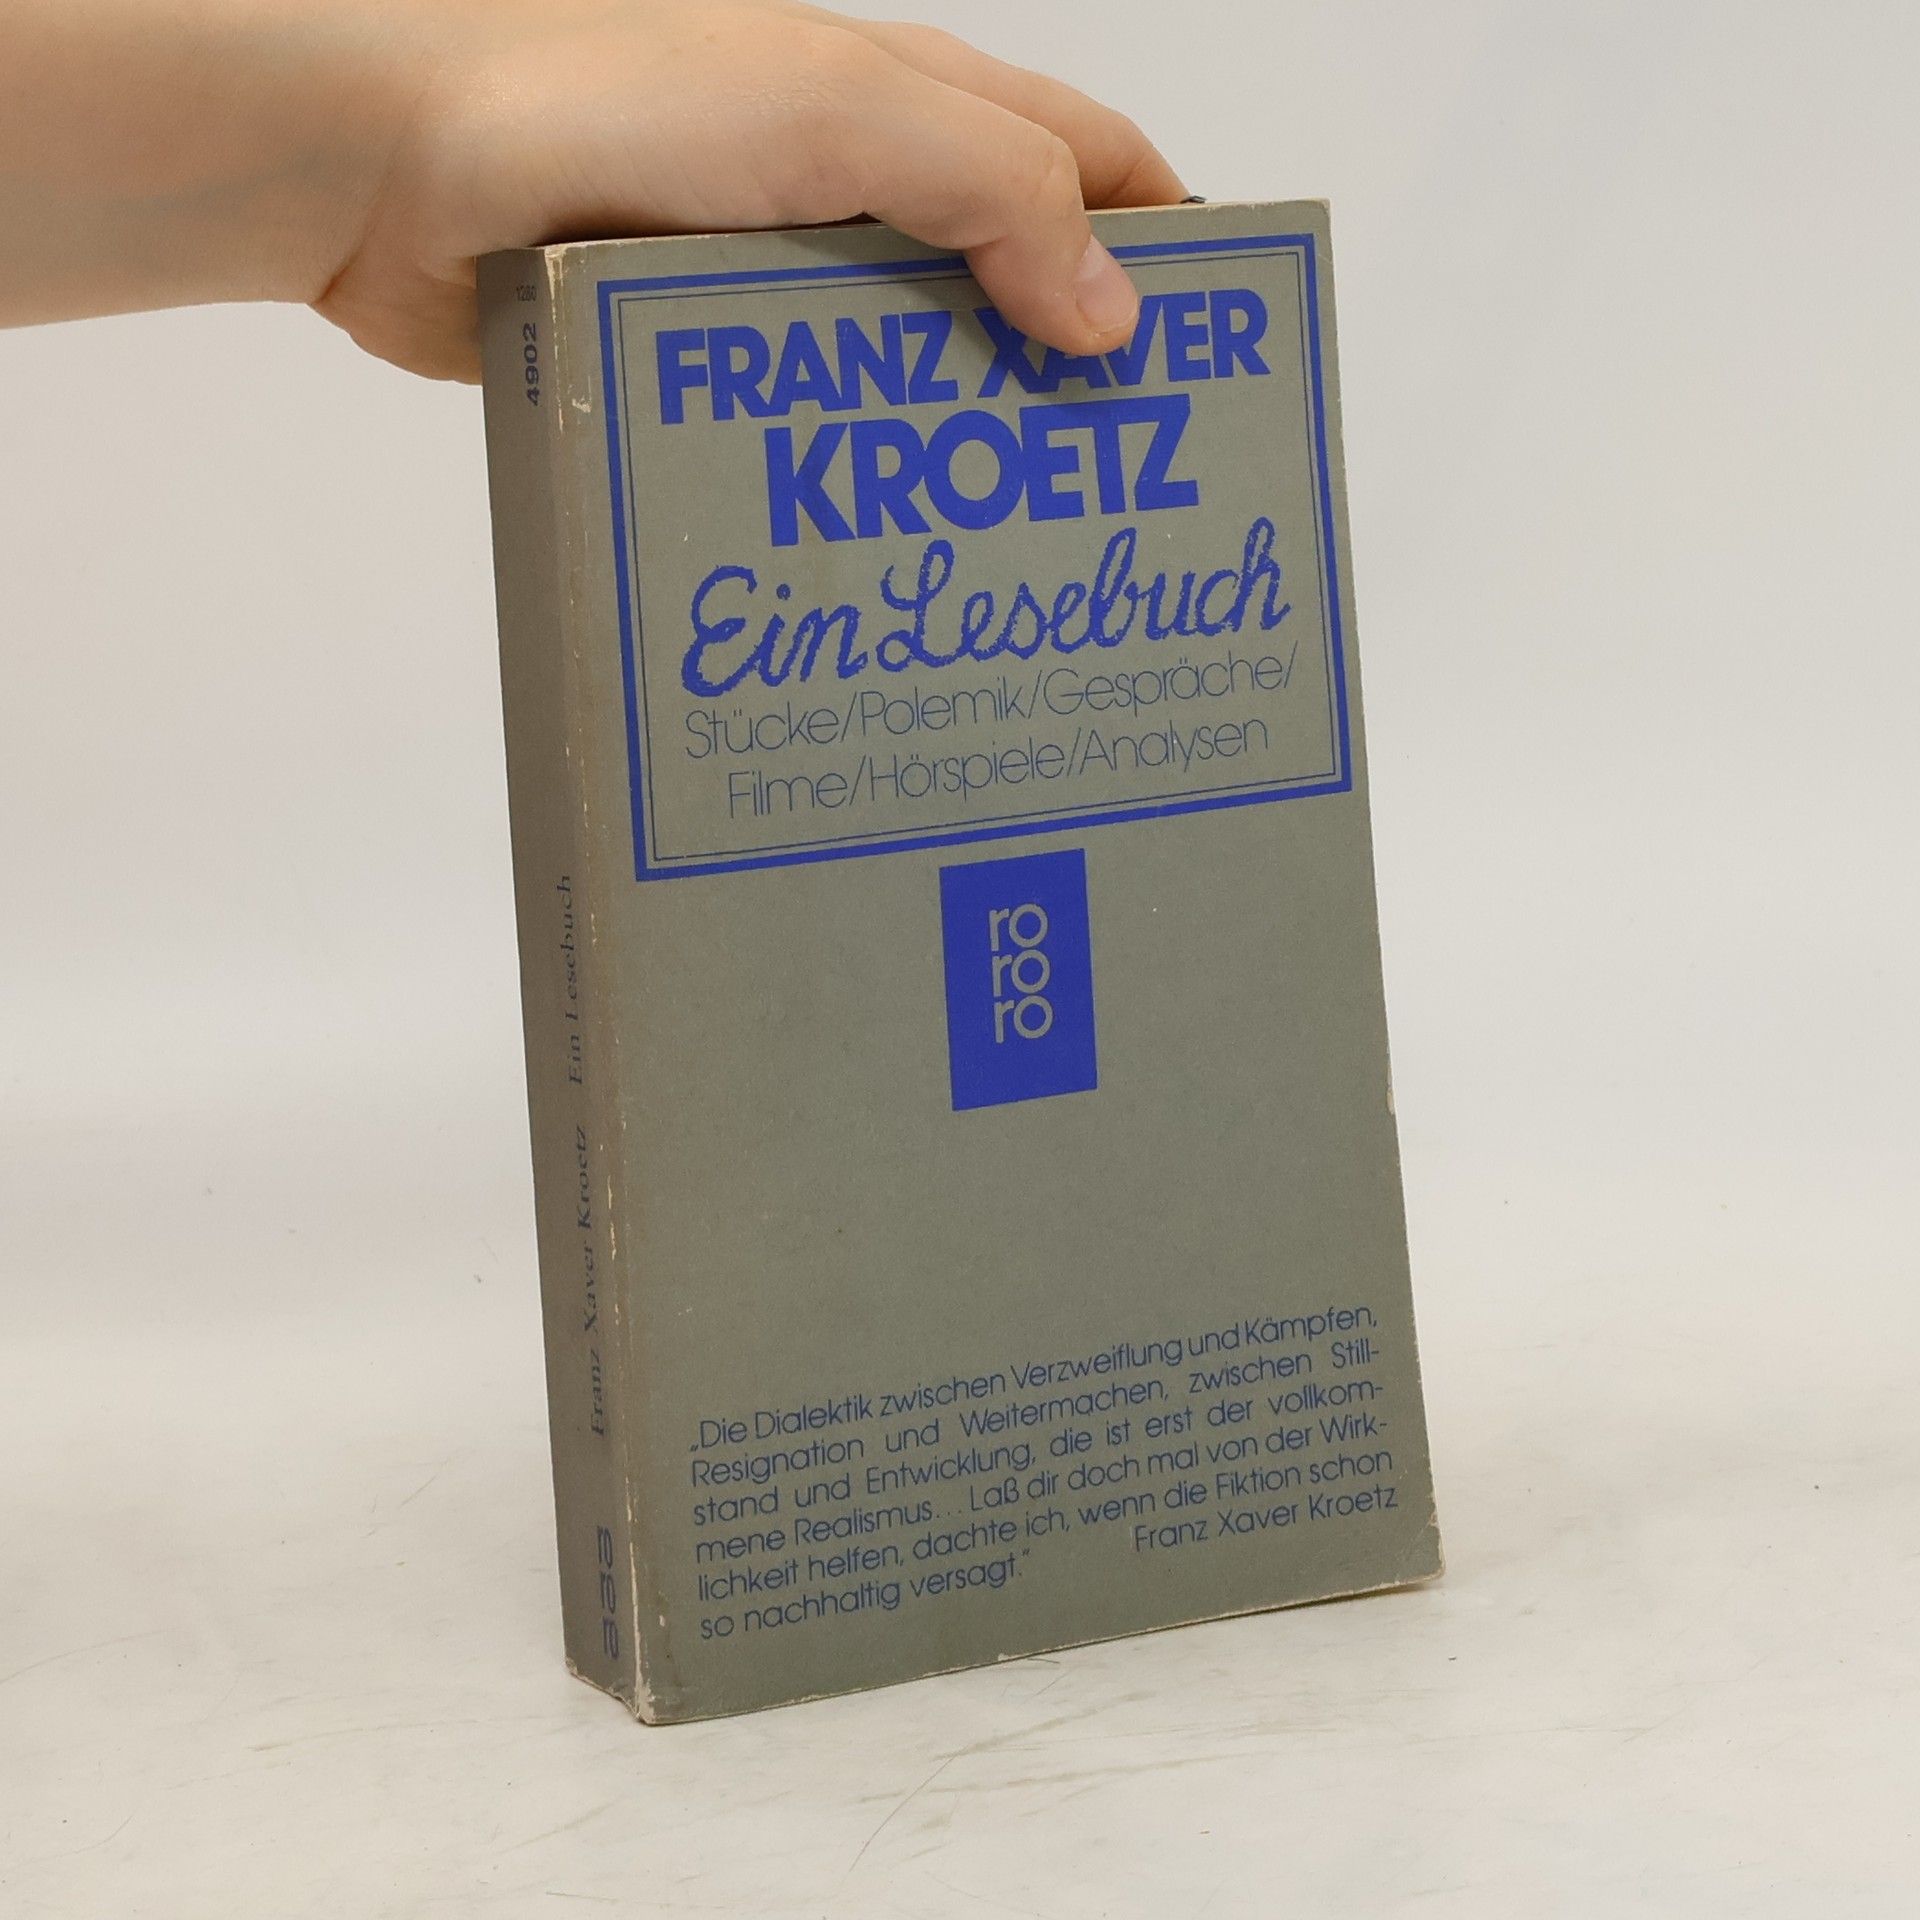 1280
4902
Franz Xaver Kroetz Ein Lesebuch
FRANZ XAVER
KROETZ
Ein Lesebuch
Stücke/Polemik/Gespräche/
Filme/Hörspiele/Analysen
ro
ro
ro
„Die Dialektik zwischen Verzweiflung und Kämpfen,
Resignation und Weitermachen, zwischen Still-
stand und Entwicklung, die ist erst der vollkom-
mene Realismus... Laß dir doch mal von der Wirk-
lichkeit helfen, dachte ich, wenn die Fiktion schon
so nachhaltig versagt.“
Franz Xaver Kroetz